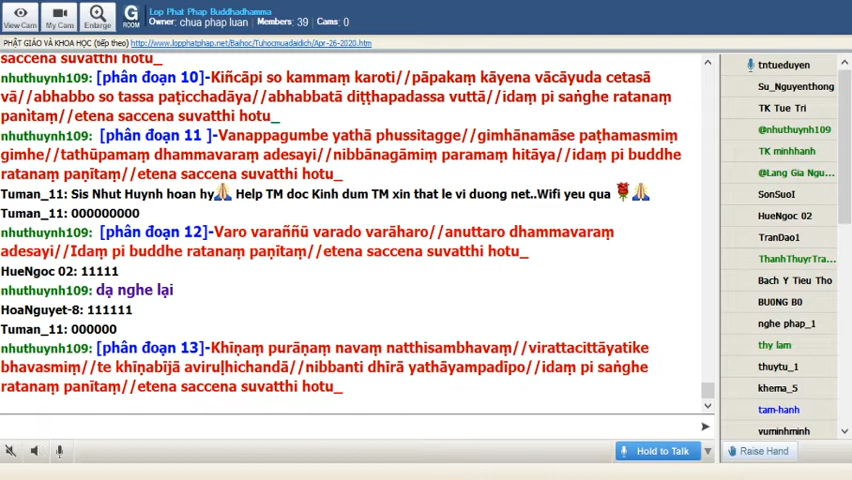 Lop Phat Phap Buddhadhamma
Owner: chua phap luan Members: 39 Cams: 0
View Cam My Cam Enlarge G ROOM
PHẬT GIÁO VÀ KHOA HỌC (tiếp theo) http://www.lopphatphap.net/Baihoc/Tuhocmuadaidich/Apr-26-2020.htm
saccena suvatthi hotu_
nhuthuynh109: [phân đoạn 10]-Kiñcāpi so kammaṃ karoti//pāpakaṃ kāyena vācāyuda cetasā
vā//abhabbo so tassa paṭicchadāya//abhabbatā diṭṭhapadassa vuttā//idaṃ pi saṅghe ratanaṃ
panìtaṃ//etena saccena suvatthi hotu_
nhuthuynh109: [phân đoạn 11 ]-Vanappagumbe yathā phussitagge//gimhānamāse paṭhamasmiṃ
gimhe//tathūpamaṃ dhammavaraṃ adesayi//nibbānagāmiṃ paramaṃ hitāya//idaṃ pi buddhe
ratanaṃ paṇītaṃ//etena saccena suvatthi hotu_
Tuman_11: Sis Nhut Huynh hoan hy🙏 Help TM doc Kinh dum TM xin that le vi duong net..Wifi yeu qua 🌹🙏
Tuman_11: 000000000
nhuthuynh109: [phân đoạn 12]-Varo varaññū varado varāharo//anuttaro dhammavaraṃ
adesayi//Idaṃ pi buddhe ratanaṃ paṇītaṃ//etena saccena suvatthi hotu_
HueNgoc 02: 11111
nhuthuynh109: dạ nghe lại
HoaNguyet-8: 111111
Tuman_11: 000000
nhuthuynh109: [phân đoạn 13]-Khīṇaṃ purāṇaṃ navaṃ natthisambhavaṃ//virattacittāyatike
bhavasmiṃ//te khīṇabījā aviruḷhichandā//nibbanti dhīrā yathāyampadīpo//idaṃ pi saṅghe
ratanaṃ panītaṃ//etena saccena suvatthi hotu_
Hold to Talk
tntueduyen
Su_Nguyenthong
TK Tue Tri
@nhuthuynh109
TK minhhanh
@Lang Gia Ngu...
SonSuoI
HueNgoc 02
TranDao1
ThanhThuyrTra...
Bach Y Tieu Tho
BU0NG B0
nghe phap_1
thy lam
thuytu_1
khema_5
tam-hanh
vuminhminh
Raise Hand